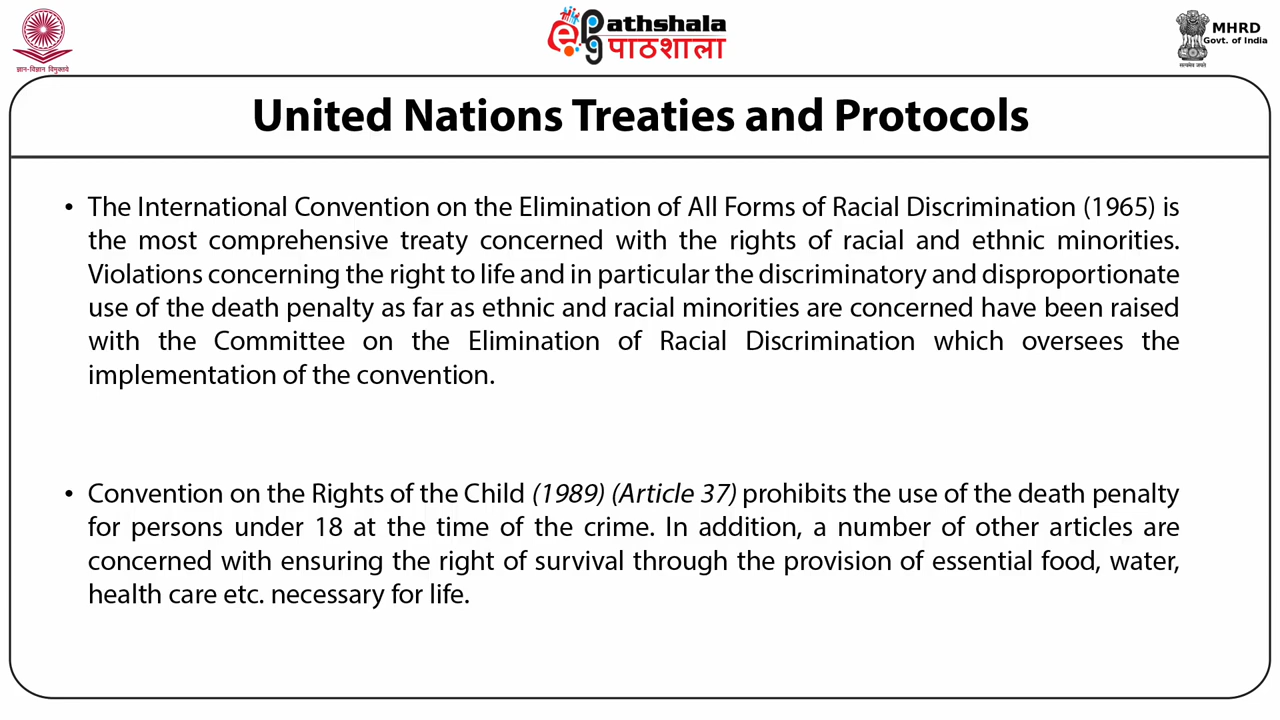 ज्ञान-विज्ञान विमुक्तये
ePG Pathshala
पाठशाला
सत्यमेव जयते
MHRD
Govt. of India
United Nations Treaties and Protocols
• The International Convention on the Elimination of All Forms of Racial Discrimination (1965) is
the most comprehensive treaty concerned with the rights of racial and ethnic minorities.
Violations concerning the right to life and in particular the discriminatory and disproportionate
use of the death penalty as far as ethnic and racial minorities are concerned have been raised
with the Committee on the Elimination of Racial Discrimination which oversees the
implementation of the convention.
• Convention on the Rights of the Child (1989) (Article 37) prohibits the use of the death penalty
for persons under 18 at the time of the crime. In addition, a number of other articles are
concerned with ensuring the right of survival through the provision of essential food, water,
health care etc. necessary for life.